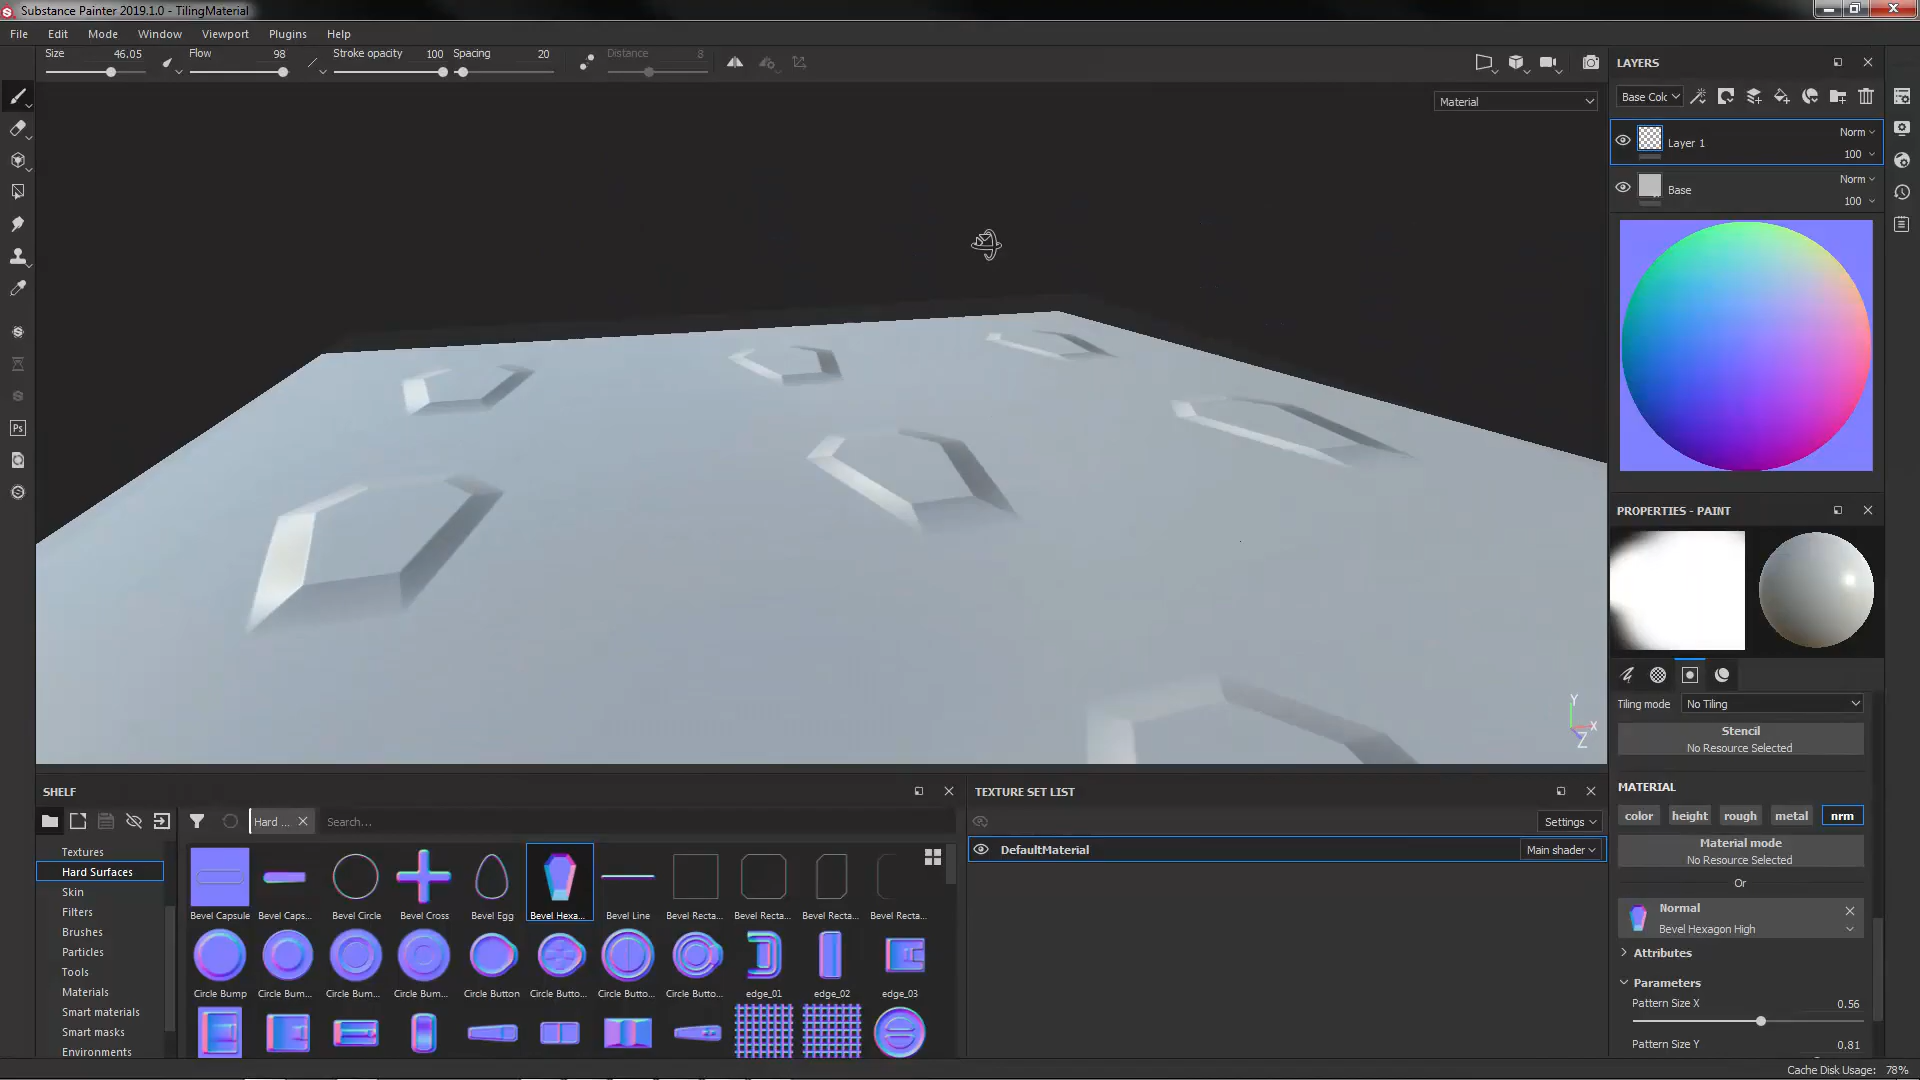 Substance Painter 2019.1.0 - TilingMaterial
File Edit Mode Window Viewport Plugins Help
Size 46.05 Flow 98 Stroke opacity 100 Spacing 20 Distance 8
Material
LAYERS
Base Colc
Layer 1 Norm
100
Base Norm
100
Y
X
Z
PROPERTIES - PAINT
Tiling mode No Tiling
Stencil
No Resource Selected
MATERIAL
color height rough metal nrm
Material mode
No Resource Selected
Or
Normal
Bevel Hexagon High
Attributes
Parameters
Pattern Size X 0.56
Pattern Size Y 0.81
SHELF
Hard ... Search...
Textures
Hard Surfaces
Skin
Filters
Brushes
Particles
Tools
Materials
Smart materials
Smart masks
Environments
Bevel Capsule Bevel Caps... Bevel Circle Bevel Cross Bevel Egg Bevel Hexa... Bevel Line Bevel Recta... Bevel Recta... Bevel Recta... Bevel Recta...
Circle Bump Circle Bum... Circle Bum... Circle Bum... Circle Button Circle Butto... Circle Butto... Circle Butto... edge_01 edge_02 edge_03
TEXTURE SET LIST
Settings
DefaultMaterial Main shader
Ps
Cache Disk Usage: 78%